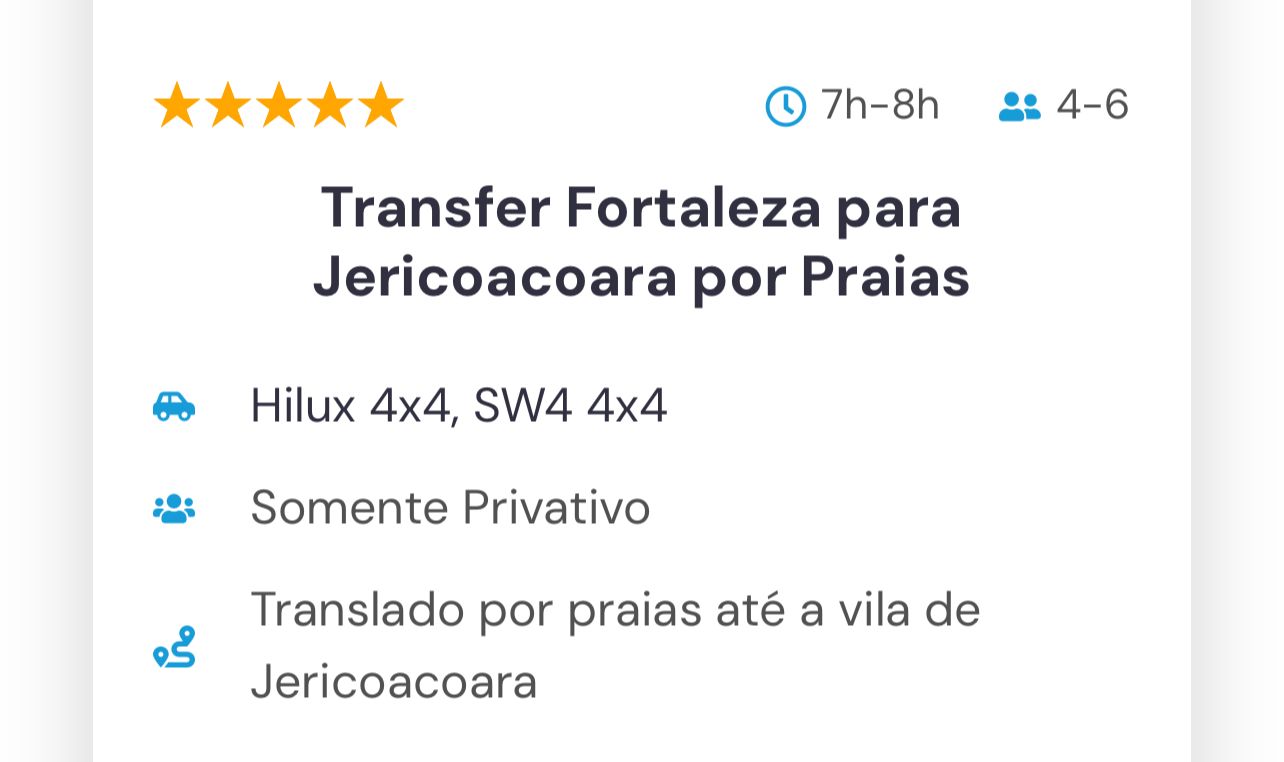 7h-8h 4-6
Transfer Fortaleza para
Jericoacoara por Praias
Hilux 4x4, SW4 4x4
Somente Privativo
Translado por praias até a vila de
Jericoacoara